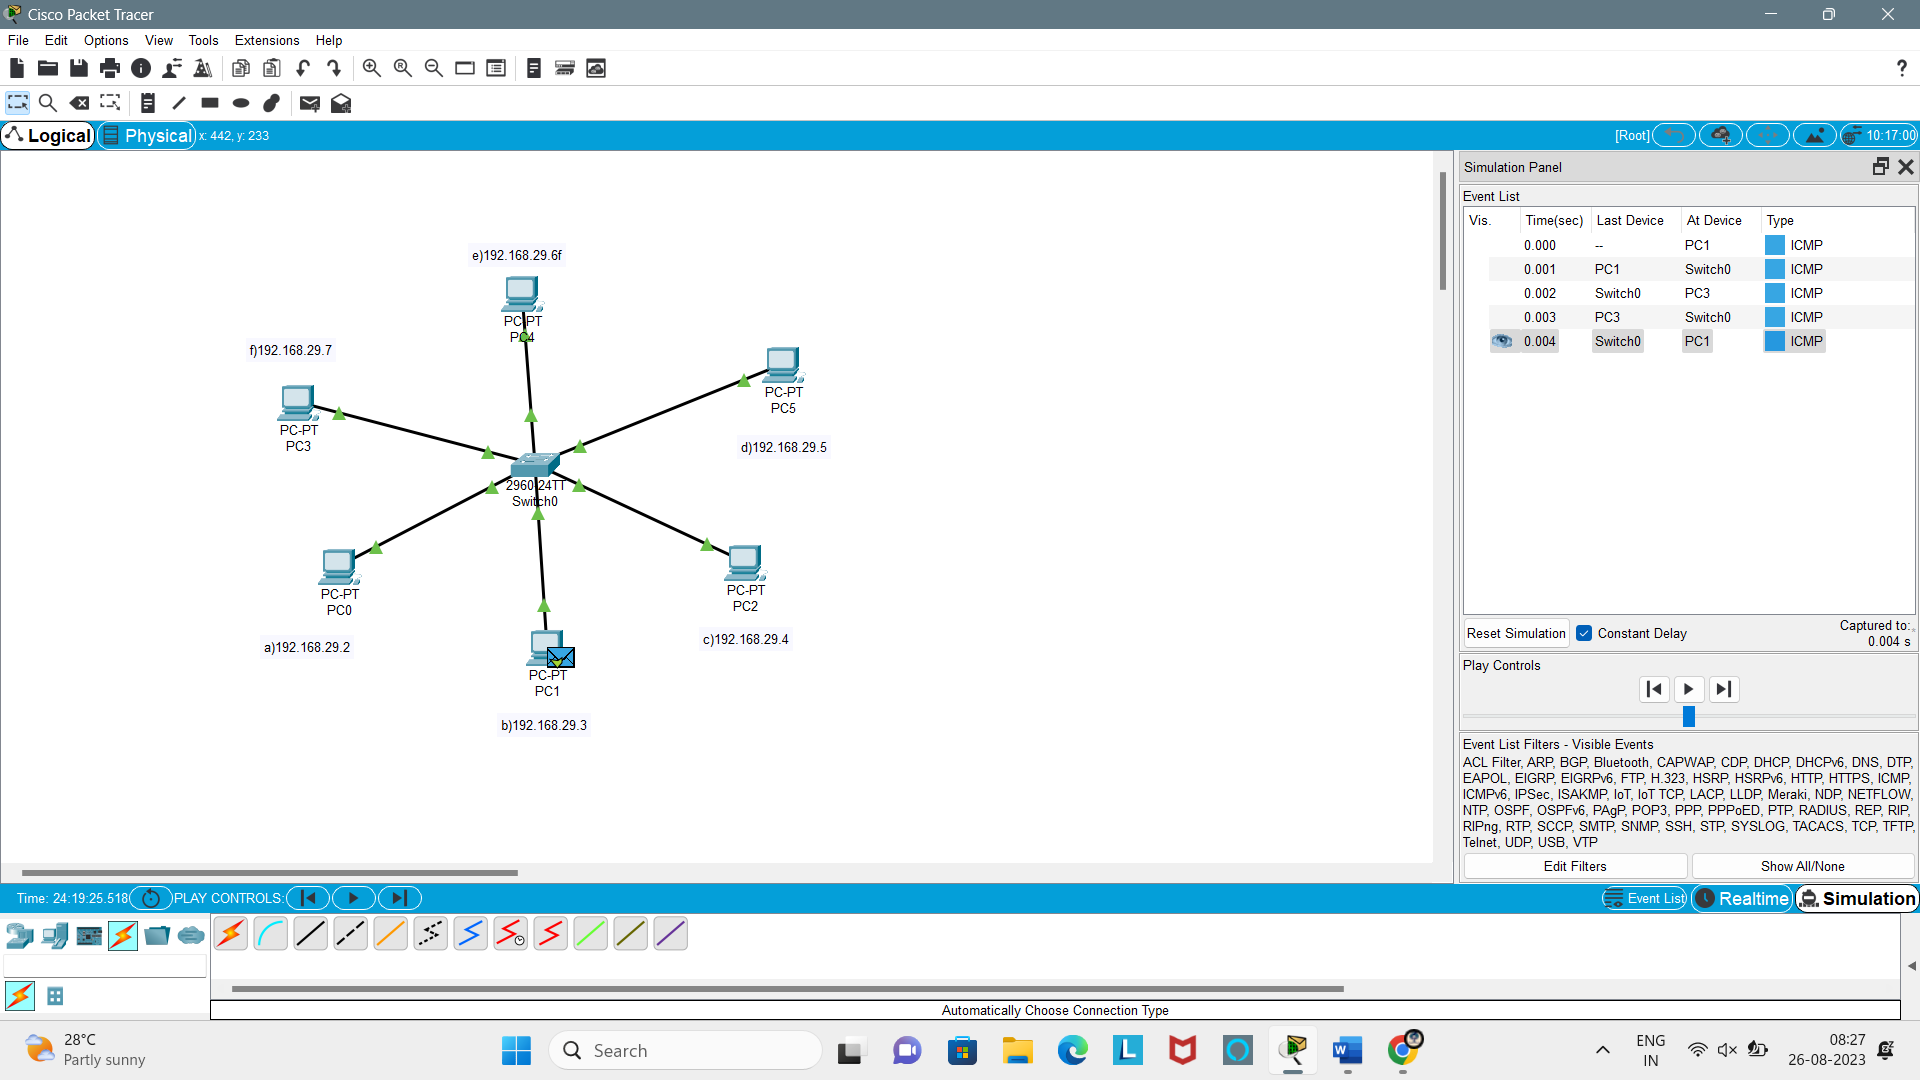 Cisco Packet Tracer
File Edit Options View Tools Extensions Help
?
Logical Physical x: 442, y: 233 [Root] 10:17:00
e)192.168.29.6f
PC-PT
PC4
f)192.168.29.7
PC-PT
PC3
PC-PT
PC5
d)192.168.29.5
2960-24TT
Switch0
PC-PT
PC0
a)192.168.29.2
PC-PT
PC2
c)192.168.29.4
PC-PT
PC1
b)192.168.29.3
Simulation Panel
Event List
Vis. Time(sec) Last Device At Device Type
0.000 -- PC1 ICMP
0.001 PC1 Switch0 ICMP
0.002 Switch0 PC3 ICMP
0.003 PC3 Switch0 ICMP
0.004 Switch0 PC1 ICMP
Reset Simulation Constant Delay Captured to:
0.004 s
Play Controls
Event List Filters - Visible Events
ACL Filter, ARP, BGP, Bluetooth, CAPWAP, CDP, DHCP, DHCPv6, DNS, DTP,
EAPOL, EIGRP, EIGRPv6, FTP, H.323, HSRP, HSRPv6, HTTP, HTTPS, ICMP,
ICMPv6, IPSec, ISAKMP, IoT, IoT TCP, LACP, LLDP, Meraki, NDP, NETFLOW,
NTP, OSPF, OSPFv6, PAgP, POP3, PPP, PPPoED, PTP, RADIUS, REP, RIP,
RIPng, RTP, SCCP, SMTP, SNMP, SSH, STP, SYSLOG, TACACS, TCP, TFTP,
Telnet, UDP, USB, VTP
Edit Filters Show All/None
Time: 24:19:25.518 PLAY CONTROLS: Event List Realtime Simulation
Automatically Choose Connection Type
28°C
Partly sunny
Search
L
W
ENG
IN
08:27
26-08-2023